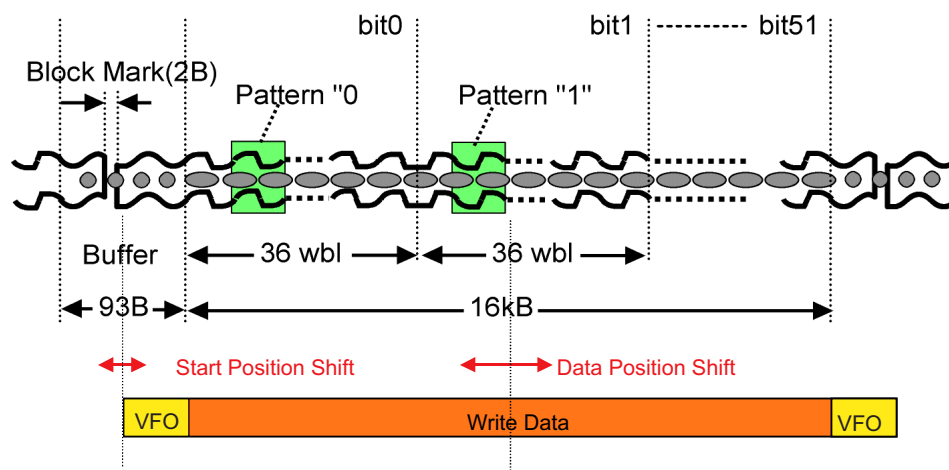 bit0 bit1 bit51
Block Mark(2B)
Pattern "0 Pattern "1"
Buffer 36 wbl 36 wbl
93B 16kB
Start Position Shift Data Position Shift
VFO Write Data VFO